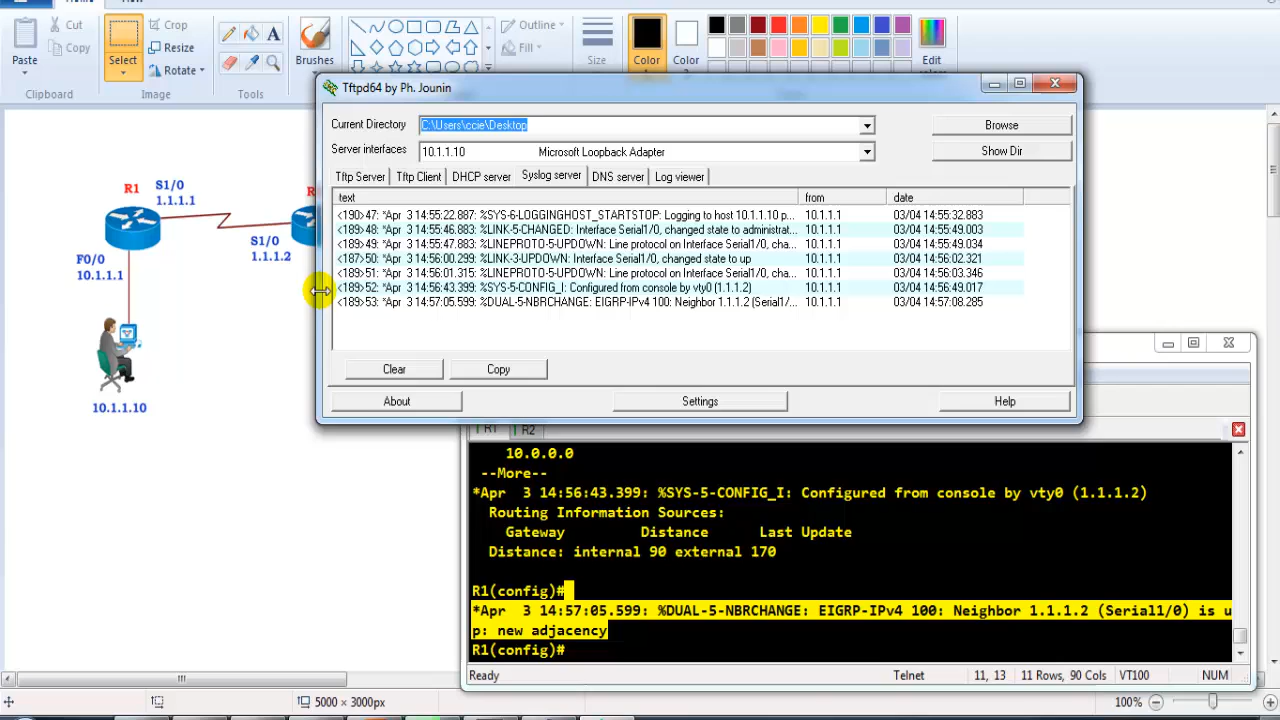 Home
View
Paste
Cut
Copy
Clipboard
Select
Crop
Resize
Rotate
Image
Tools
Brushes
Outline
Fill
Size
Color
Color
Edit
Tftpd64 by Ph. Jounin
Current Directory
C:\Users\ccie\Desktop
Browse
Server interfaces
10.1.1.10 Microsoft Loopback Adapter
Show Dir
Tftp Server Tftp Client DHCP server Syslog server DNS server Log viewer
text from date
<190>47: *Apr 3 14:55:22.887: %SYS-6-LOGGINGHOST_STARTSTOP: Logging to host 10.1.1.10 p... 10.1.1.1 03/04 14:55:32.883
<189>48: *Apr 3 14:55:46.883: %LINK-5-CHANGED: Interface Serial1/0, changed state to administrat... 10.1.1.1 03/04 14:55:49.003
<189>49: *Apr 3 14:55:47.883: %LINEPROTO-5-UPDOWN: Line protocol on Interface Serial1/0, cha... 10.1.1.1 03/04 14:55:49.034
<187>50: *Apr 3 14:56:00.299: %LINK-3-UPDOWN: Interface Serial1/0, changed state to up 10.1.1.1 03/04 14:56:02.321
<189>51: *Apr 3 14:56:01.315: %LINEPROTO-5-UPDOWN: Line protocol on Interface Serial1/0, cha... 10.1.1.1 03/04 14:56:03.346
<189>52: *Apr 3 14:56:43.399: %SYS-5-CONFIG_I: Configured from console by vty0 (1.1.1.2) 10.1.1.1 03/04 14:56:49.017
<189>53: *Apr 3 14:57:05.599: %DUAL-5-NBRCHANGE: EIGRP-IPv4 100: Neighbor 1.1.1.2 (Serial1/... 10.1.1.1 03/04 14:57:08.285
Clear Copy
About Settings Help
R1
S1/0
1.1.1.1
S1/0
1.1.1.2
F0/0
10.1.1.1
10.1.1.10
R1 R2
10.0.0.0
--More--
*Apr 3 14:56:43.399: %SYS-5-CONFIG_I: Configured from console by vty0 (1.1.1.2)
Routing Information Sources:
Gateway Distance Last Update
Distance: internal 90 external 170
R1(config)#
*Apr 3 14:57:05.599: %DUAL-5-NBRCHANGE: EIGRP-IPv4 100: Neighbor 1.1.1.2 (Serial1/0) is u
p: new adjacency
R1(config)#
Ready Telnet 11, 13 11 Rows, 90 Cols VT100 NUM
5000 × 3000px
100%